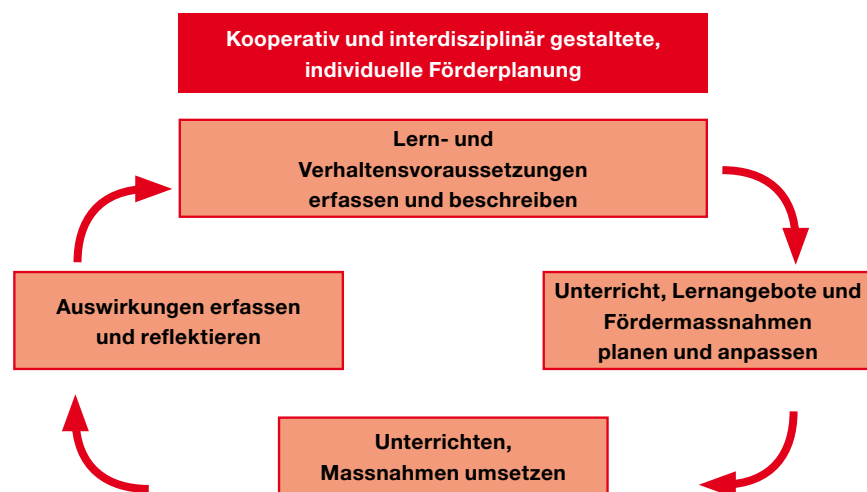 Kooperativ und interdisziplinär gestaltete,
individuelle Förderplanung
Lern- und
Verhaltensvoraussetzungen
erfassen und beschreiben
Auswirkungen erfassen
und reflektieren
Unterricht, Lernangebote und
Fördermassnahmen
planen und anpassen
Unterrichten,
Massnahmen umsetzen